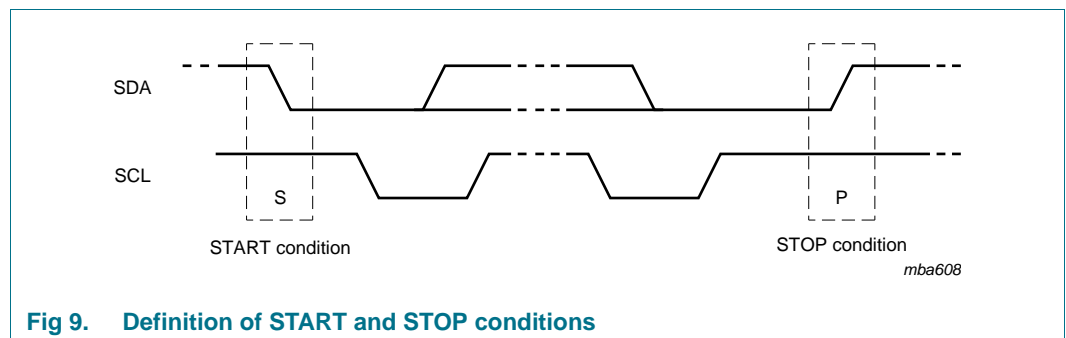 SDA
SCL
S
P
START condition
STOP condition
mba608
Fig 9. Definition of START and STOP conditions